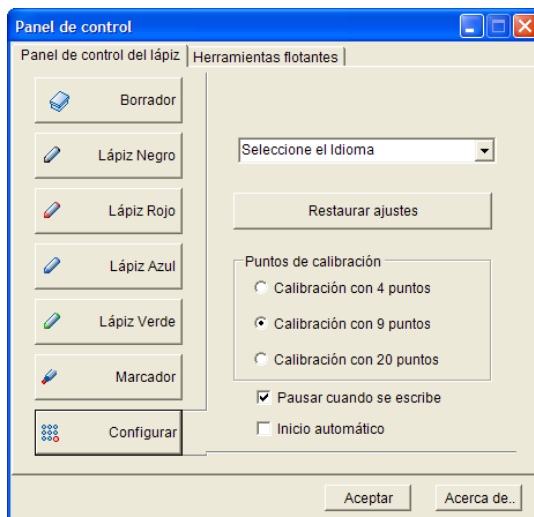 Panel de control
Panel de control del lápiz
Herramientas flotantes
Borrador
Lápiz Negro
Lápiz Rojo
Lápiz Azul
Lápiz Verde
Marcador
Configurar
Seleccione el Idioma
Restaurar ajustes
Puntos de calibración
Calibración con 4 puntos
Calibración con 9 puntos
Calibración con 20 puntos
Pausar cuando se escribe
Inicio automático
Aceptar
Acerca de..